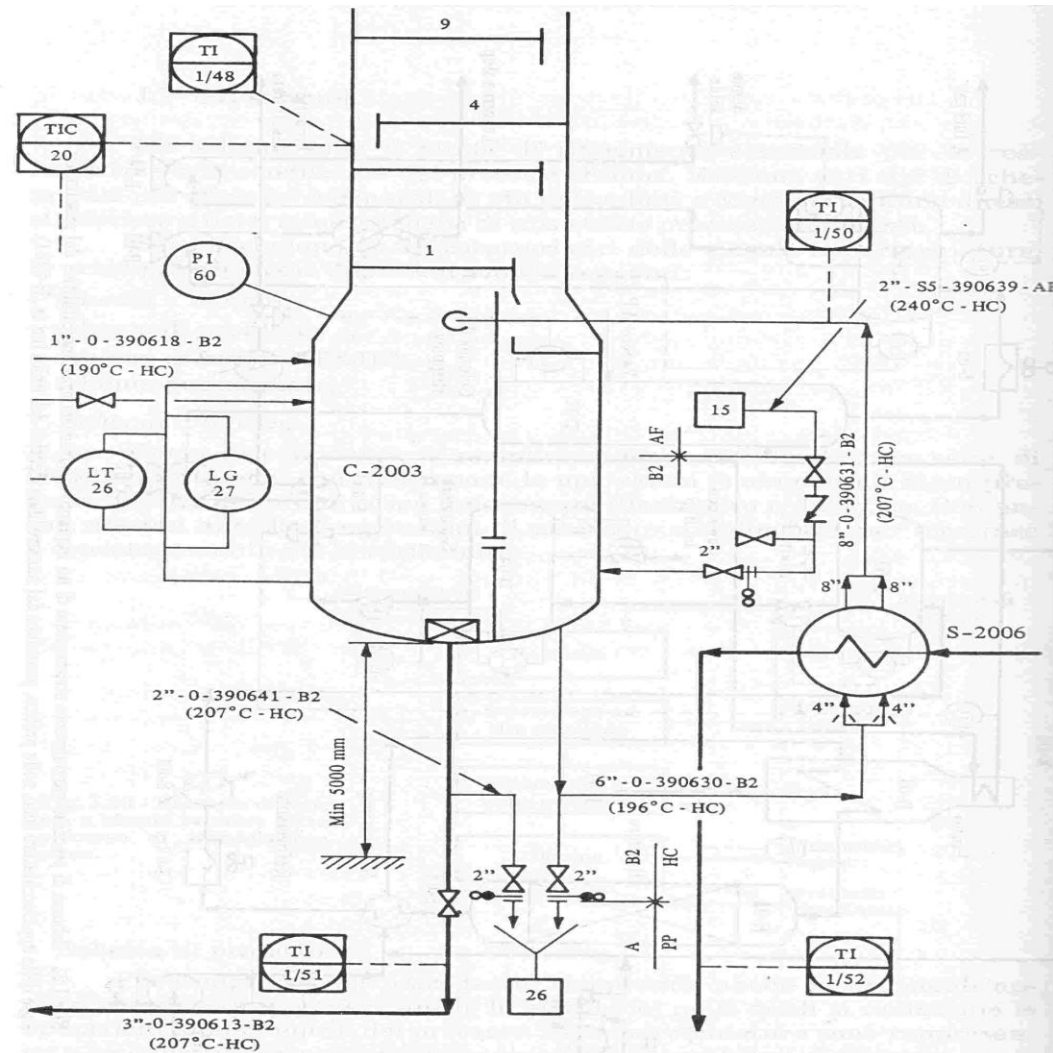 9
TI
1/48
4
TIC
20
TI
1/50
PI
60
1
2”-S5-390639-AF
(240°C-HC)
1”-0-390618-B2
(190°C-HC)
15
AF
B2
LT
26
LG
27
C-2003
8”-0-390631-B2
(207°C-HC)
2”
8”
8”
S-2006
2”-0-390641-B2
(207°C-HC)
4”
4”
Min 5000 mm
6”-0-390630-B2
(196°C-HC)
2”
2”
B2
HC
A
PP
TI
1/51
26
TI
1/52
3”-0-390613-B2
(207°C-HC)